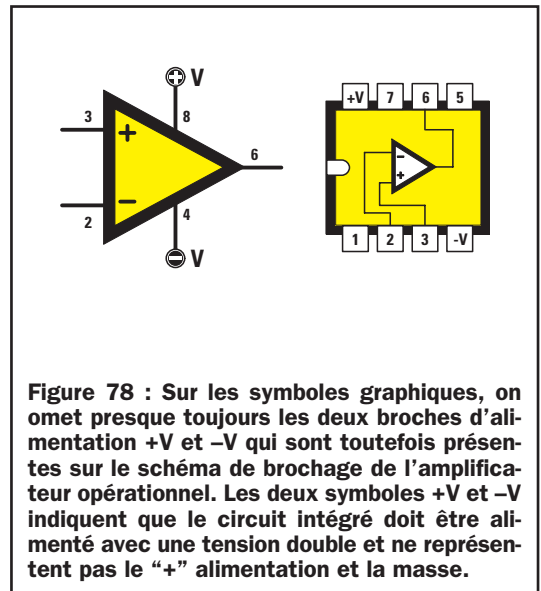 + V
3 + 8
6
2 – 4
– V
+V 7 6 5
–
+
1 2 3 -V
Figure 78 : Sur les symboles graphiques, on
omet presque toujours les deux broches d'ali-
mentation +V et –V qui sont toutefois présen-
tes sur le schéma de brochage de l'amplifica-
teur opérationnel. Les deux symboles +V et –V
indiquent que le circuit intégré doit être ali-
menté avec une tension double et ne représen-
tent pas le “+” alimentation et la masse.